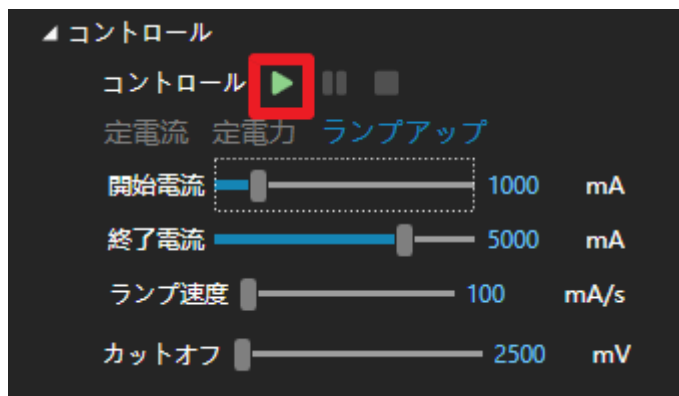 コントロール
コントロール
定電流 定電力 ランプアップ
開始電流 1000 mA
終了電流 5000 mA
ランプ速度 100 mA/s
カットオフ 2500 mV